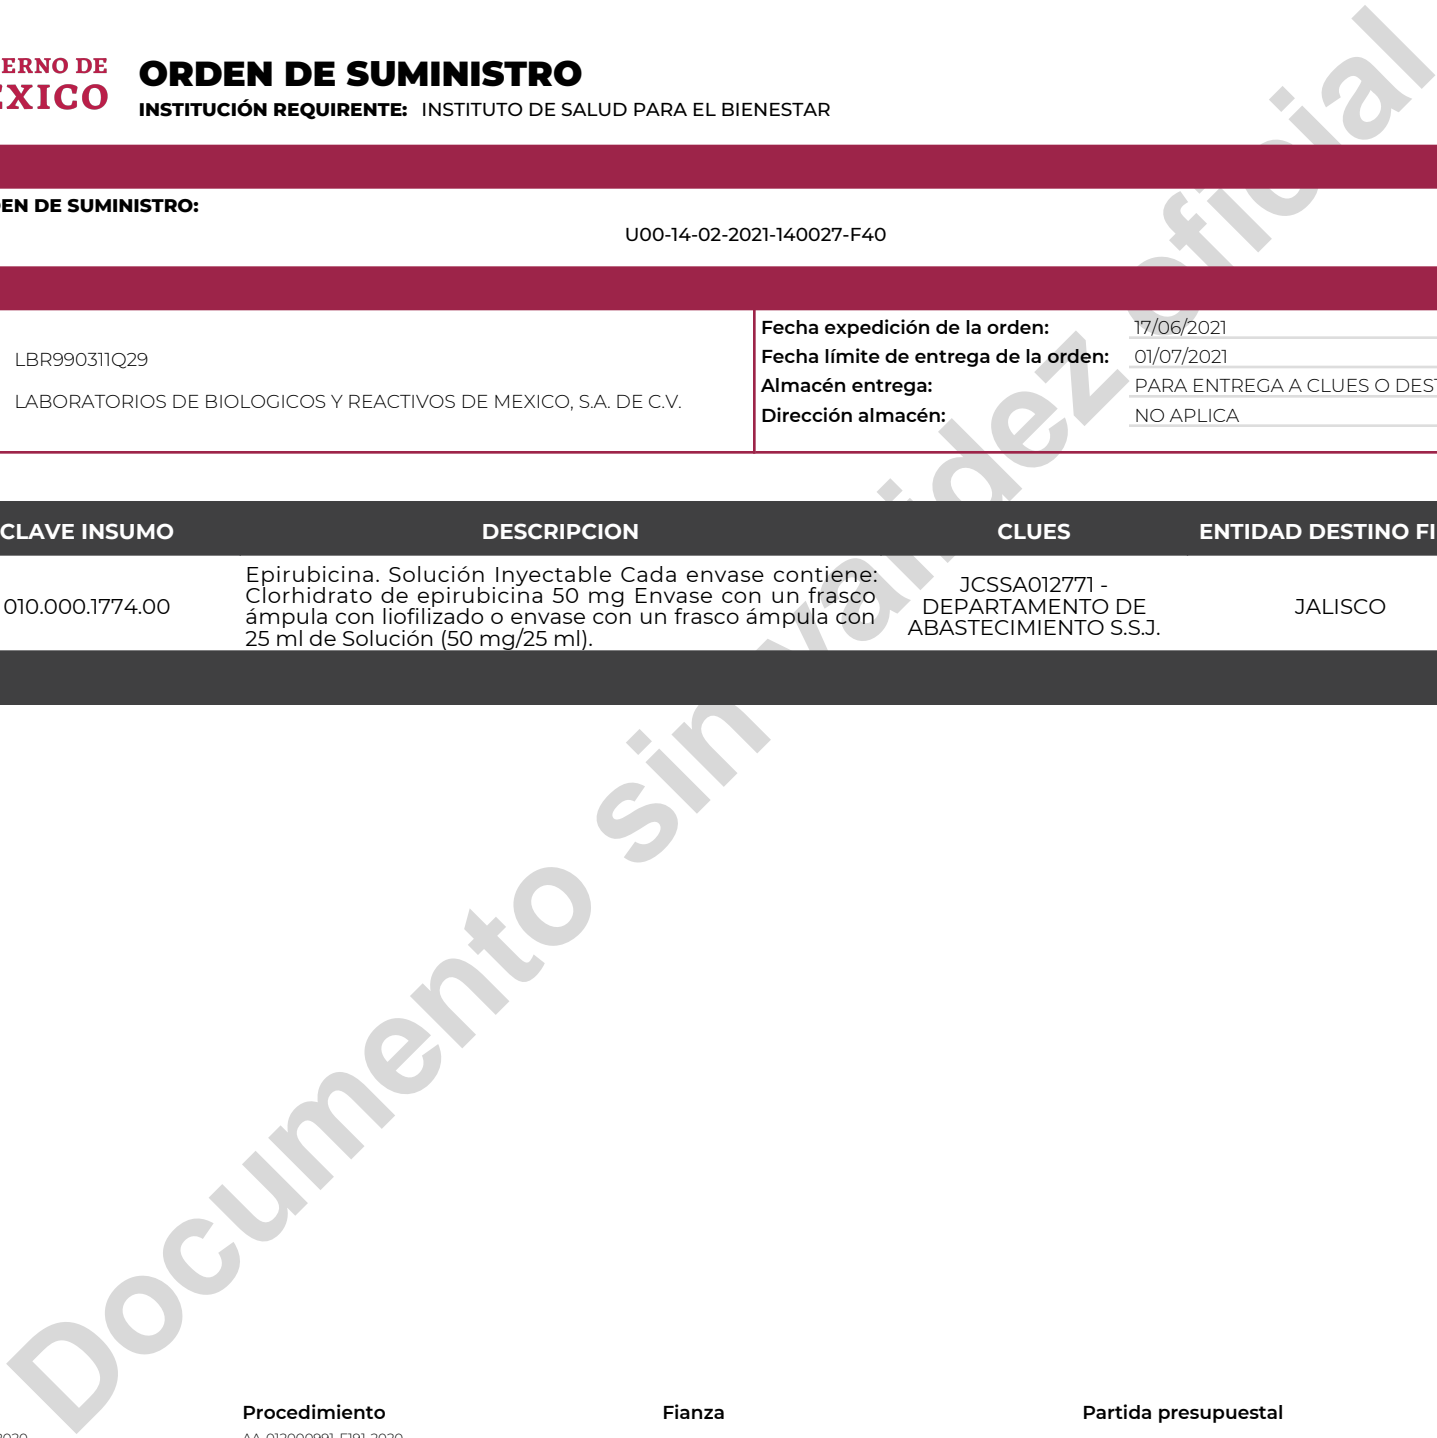 ERNO DE
EXICO
ORDEN DE SUMINISTRO
INSTITUCIÓN REQUIRENTE: INSTITUTO DE SALUD PARA EL BIENESTAR
EN DE SUMINISTRO:
U00-14-02-2021-140027-F40
LBR990311Q29
LABORATORIOS DE BIOLOGICOS Y REACTIVOS DE MEXICO, S.A. DE C.V.
Fecha expedición de la orden: 17/06/2021
Fecha límite de entrega de la orden: 01/07/2021
Almacén entrega: PARA ENTREGA A CLUES O DEST
Dirección almacén: NO APLICA
CLAVE INSUMO DESCRIPCION CLUES ENTIDAD DESTINO FI
010.000.1774.00
Epirubicina. Solución Inyectable Cada envase contiene:
Clorhidrato de epirubicina 50 mg Envase con un frasco
ámpula con liofilizado o envase con un frasco ámpula con
25 ml de Solución (50 mg/25 ml).
JCSSA012771 -
DEPARTAMENTO DE
ABASTECIMIENTO S.S.J.
JALISCO
Documento sin validez oficial
Procedimiento Fianza Partida presupuestal